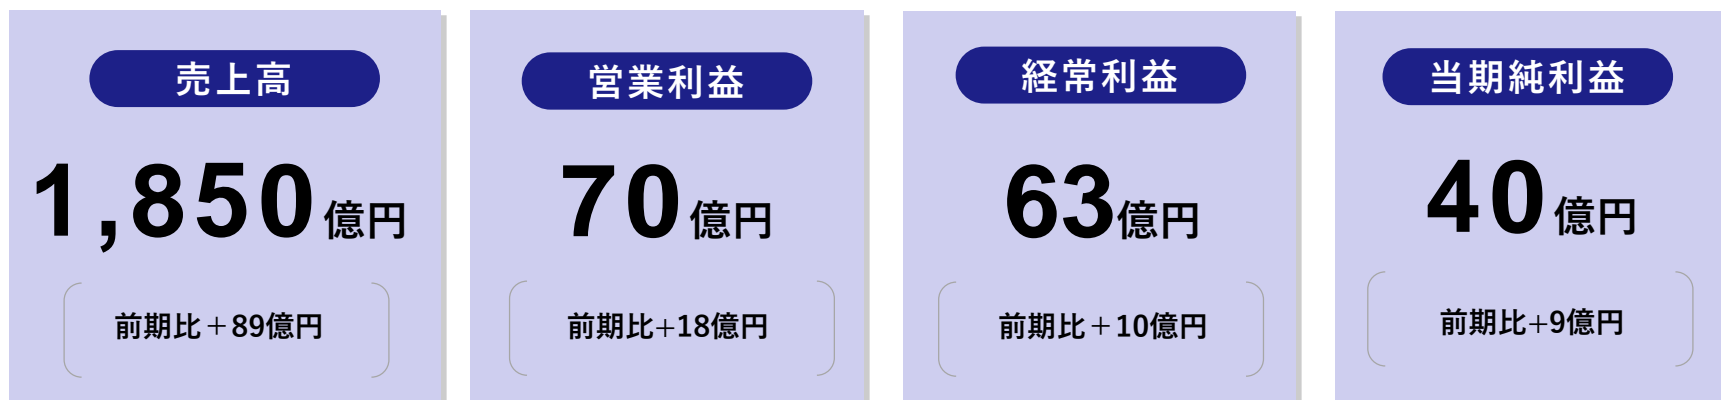 売上高
1,850億円
前期比＋89億円
営業利益
70億円
前期比+18億円
経常利益
63億円
前期比＋10億円
当期純利益
40億円
前期比+9億円